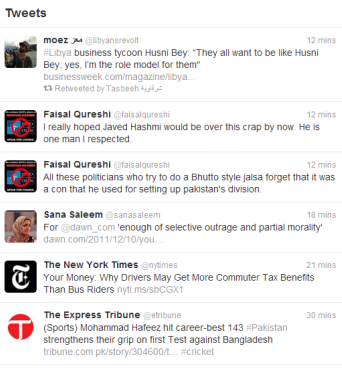 Tweets
moez معز @libyansrevolt 12 mins
#Libya business tycoon Husni Bey: "They all want to be like Husni
Bey, yes, I'm the role model for them"
businessweek.com/magazine/libya...
Retweeted by Tasbeeh شرقاوية
Faisal Qureshi @faisalqureshi 12 mins
I really hoped Javed Hashmi would be over this crap by now. He is
one man I respected.
Faisal Qureshi @faisalqureshi 12 mins
All these politicians who try to do a Bhutto style jalsa forget that it was
a con that he used for setting up pakistan's division.
Sana Saleem @sanasaleem 18 mins
For @dawn_com 'enough of selective outrage and partial morality'
dawn.com/2011/12/10/you...
The New York Times @nytimes 21 mins
Your Money: Why Drivers May Get More Commuter Tax Benefits
Than Bus Riders nyti.ms/sbCGX1
The Express Tribune @etribune 30 mins
(Sports) Mohammad Hafeez hit career-best 143 #Pakistan
strengthens their grip on first Test against Bangladesh
tribune.com.pk/story/304600/t... #cricket